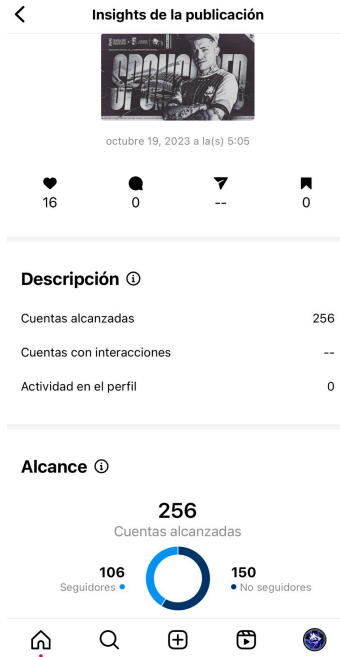 Insights de la publicación
SPONSORED
octubre 19, 2023 a la(s) 5:05
16
0
--
0
Descripción
Cuentas alcanzadas
256
Cuentas con interacciones
--
Actividad en el perfil
0
Alcance
256
Cuentas alcanzadas
106
Seguidores
150
No seguidores